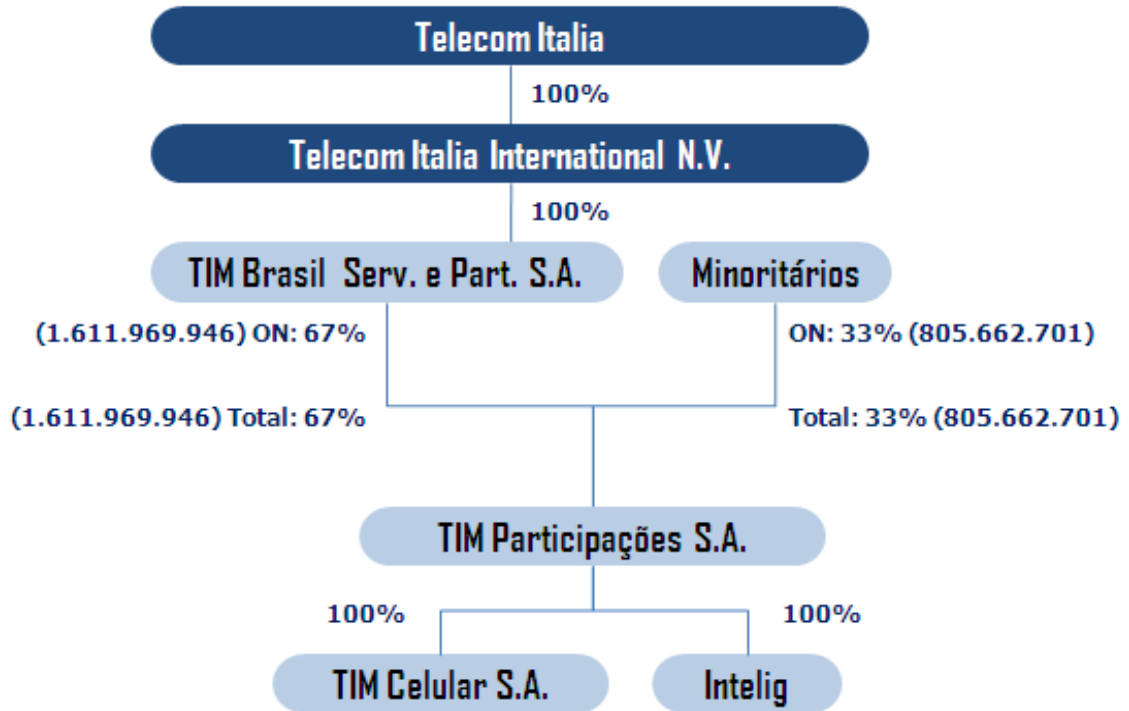 Telecom Italia
100%
Telecom Italia International N.V.
100%
TIM Brasil Serv. e Part. S.A.
Minoritários
(1.611.969.946) ON: 67%
ON: 33% (805.662.701)
(1.611.969.946) Total: 67%
Total: 33% (805.662.701)
TIM Participações S.A.
100%
100%
TIM Celular S.A.
Intelig